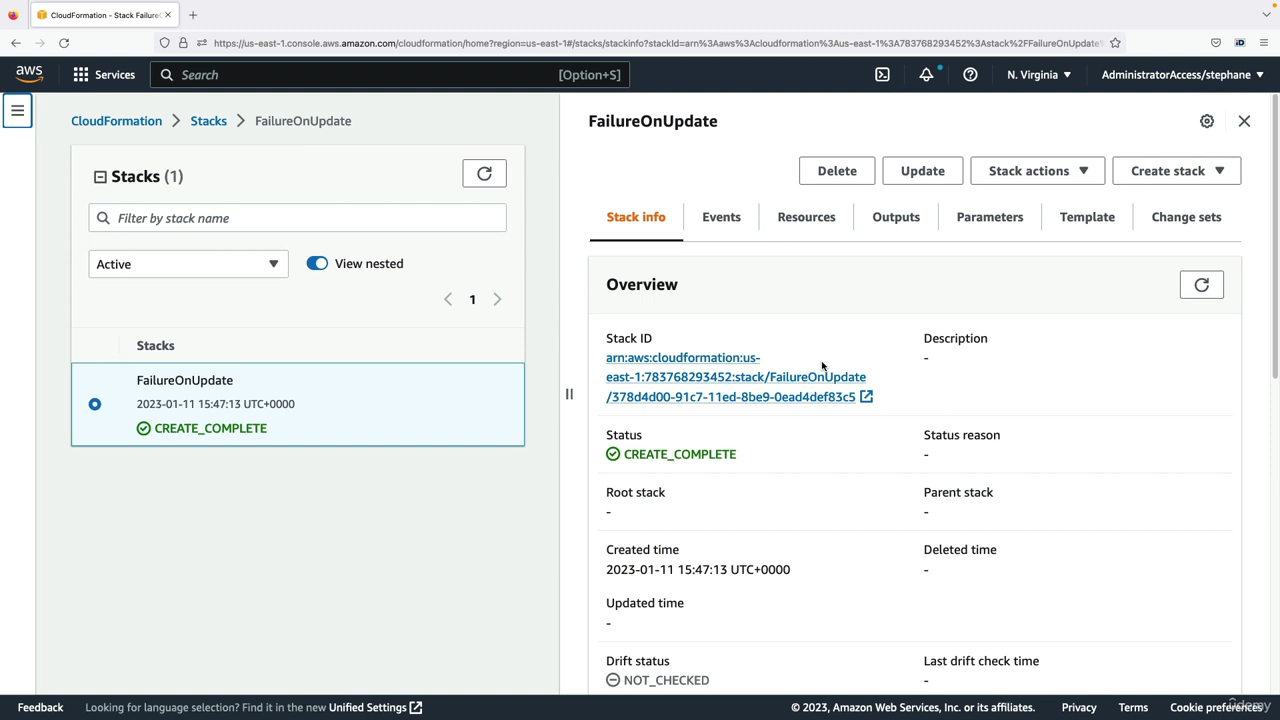 CloudFormation - Stack FailureO
https://us-east-1.console.aws.amazon.com/cloudformation/home?region=us-east-1#/stacks/stackinfo?stackId=arn%3Aaws%3Acloudformation%3Aus-east-1%3A783768293452%3Astack%2FFailureOnUpdate%
aws
Services
Search
[Option+S]
N. Virginia
AdministratorAccess/stephane
CloudFormation
Stacks
FailureOnUpdate
Stacks (1)
Filter by stack name
Active
View nested
1
Stacks
FailureOnUpdate
2023-01-11 15:47:13 UTC+0000
CREATE_COMPLETE
FailureOnUpdate
Delete
Update
Stack actions
Create stack
Stack info
Events
Resources
Outputs
Parameters
Template
Change sets
Overview
Stack ID
arn:aws:cloudformation:us-
east-1:783768293452:stack/FailureOnUpdate
/378d4d00-91c7-11ed-8be9-0ead4def83c5
Description
-
Status
CREATE_COMPLETE
Status reason
-
Root stack
-
Parent stack
-
Created time
2023-01-11 15:47:13 UTC+0000
Deleted time
-
Updated time
-
Drift status
NOT_CHECKED
Last drift check time
-
Feedback
Looking for language selection? Find it in the new Unified Settings
© 2023, Amazon Web Services, Inc. or its affiliates.
Privacy
Terms
Cookie preferences
Udemy